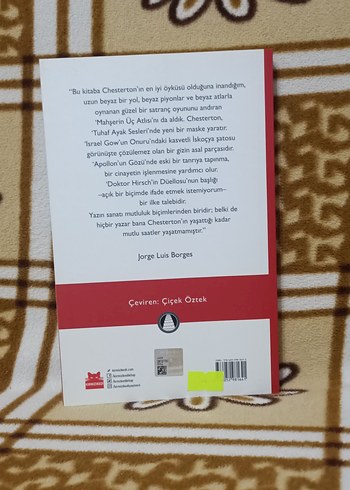 "Bu kitaba Chesterton'ın en iyi öyküsü olduğuna inandığım,
uzun beyaz bir yol, beyaz piyonlar ve beyaz atlarla
oynanan güzel bir satranç oyununu andıran
'Mahşerin Üç Atlısı'nı da aldık. Chesterton,
'Tuhaf Ayak Sesleri'nde yeni bir maske yaratır.
'Israel Gow'un Onuru'ndaki kasvetli İskoçya şatosu
görünüşte çözülemez olan bir gizin asal parçasıdır.
'Apollon'un Gözü'nde eski bir tanrıya tapınma,
bir cinayetin işlenmesine yardımcı olur.
'Doktor Hirsch'in Düellosu'nun başlığı
–açık bir biçimde ifade etmek istemiyorum–
bir ilke talebidir.
Yazın sanatı mutluluk biçimlerinden biridir; belki de
hiçbir yazar bana Chesterton'ın yaşattığı kadar
mutlu saatler yaşatmamıştır."
Jorge Luis Borges
Çeviren: Çiçek Öztek